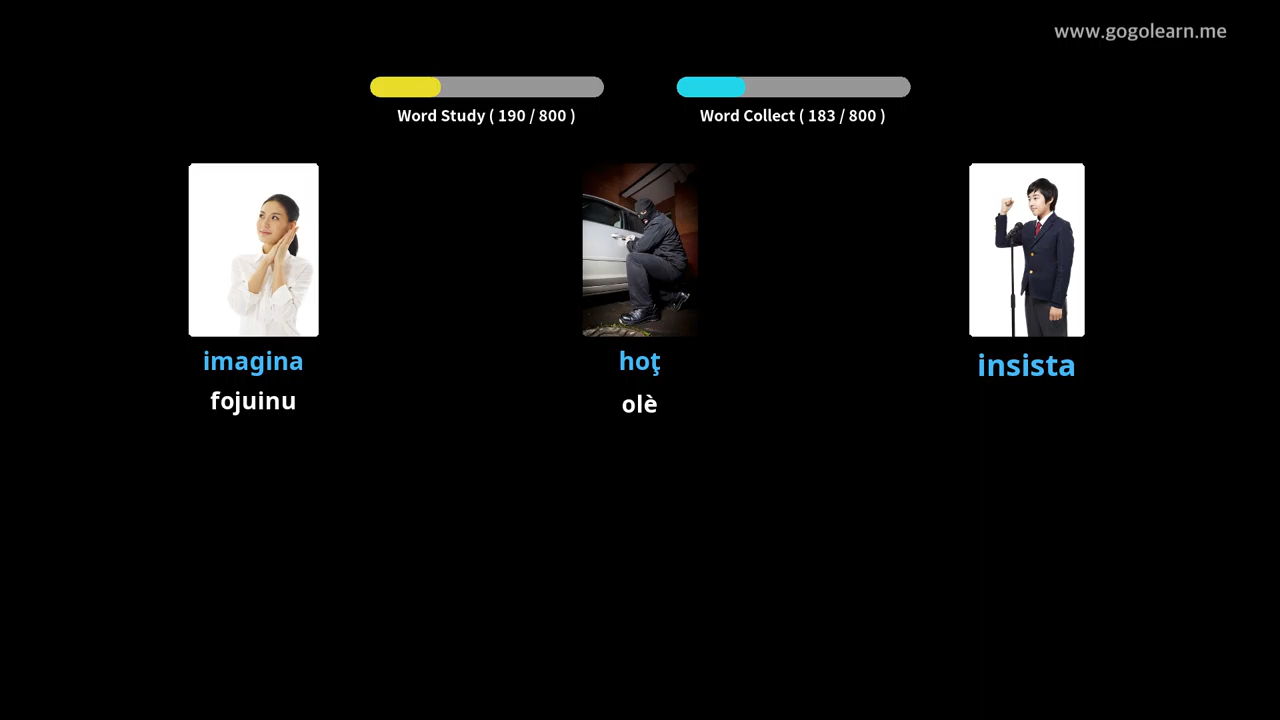 www.gogolearn.me
Word Study ( 190 / 800 )
Word Collect ( 183 / 800 )
imagina
fojuinu
hoţ
olè
insista